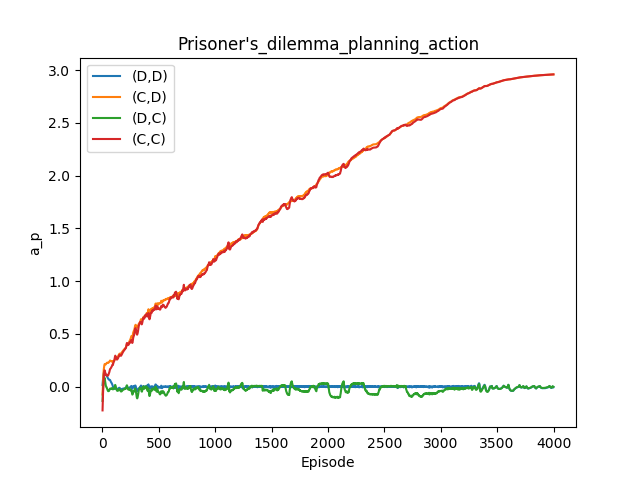 Prisoner's_dilemma_planning_action
(D,D)
(C,D)
(D,C)
(C,C)
3.0
2.5
2.0
1.5
1.0
0.5
0.0
a_p
0 500 1000 1500 2000 2500 3000 3500 4000
Episode